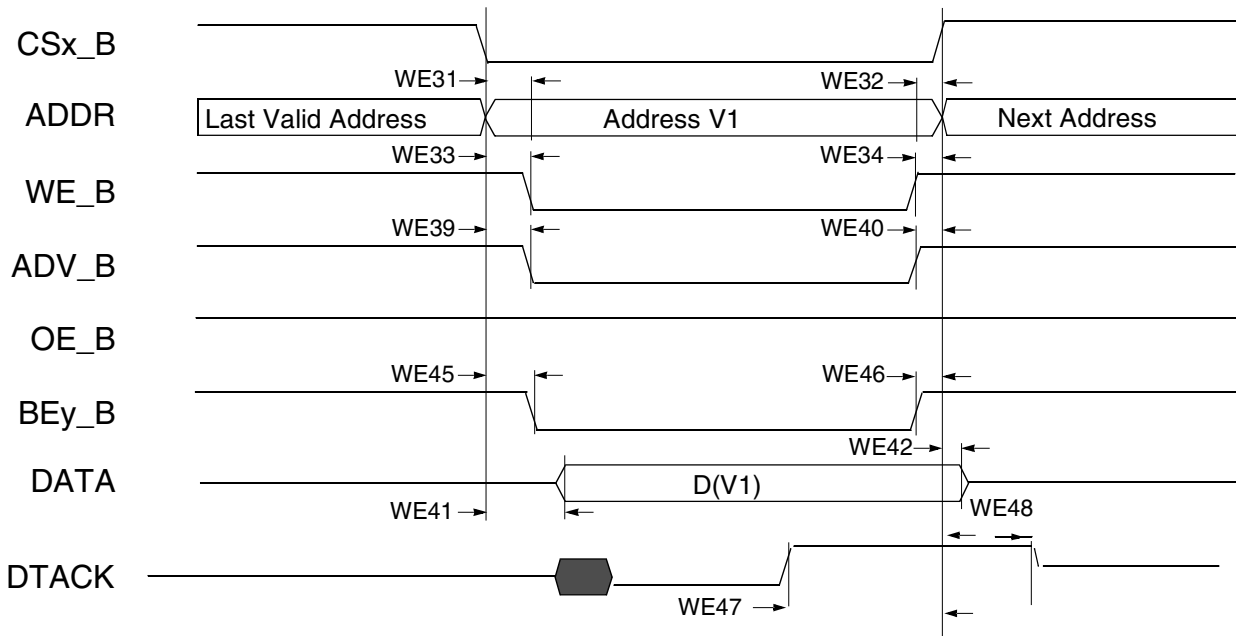 CSx_B
WE31
WE32
ADDR
Last Valid Address
Address V1
Next Address
WE33
WE34
WE_B
WE39
WE40
ADV_B
OE_B
WE45
WE46
BEy_B
WE42
DATA
D(V1)
WE41
WE48
DTACK
WE47